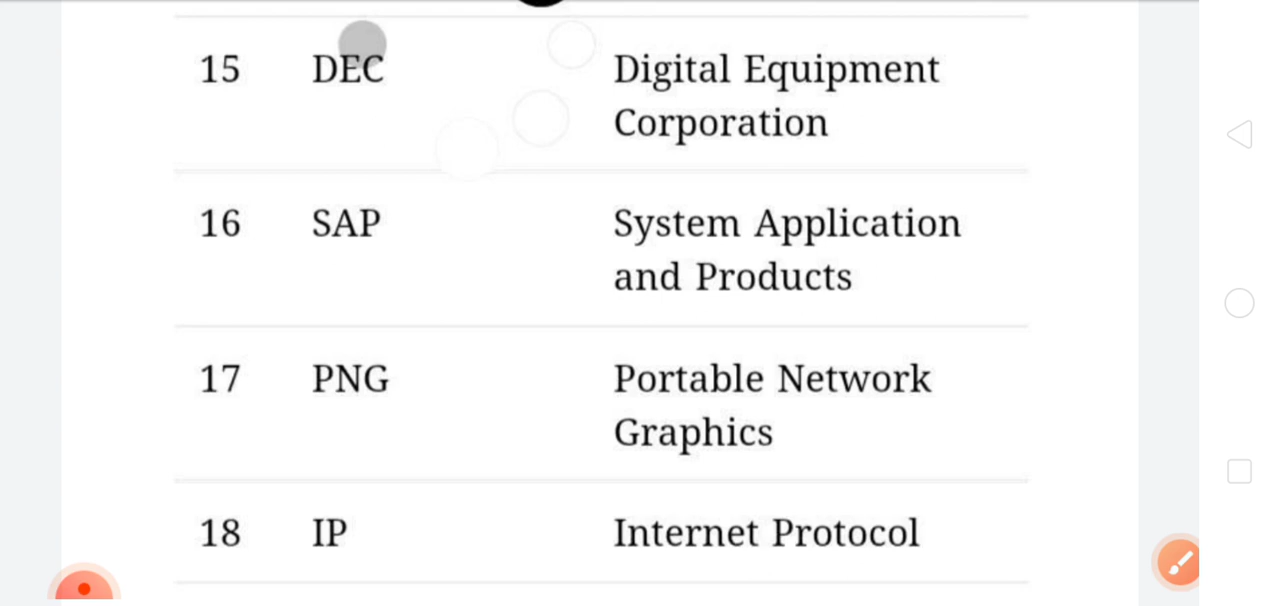 15 DEC Digital Equipment
Corporation
16 SAP System Application
and Products
17 PNG Portable Network
Graphics
18 IP Internet Protocol